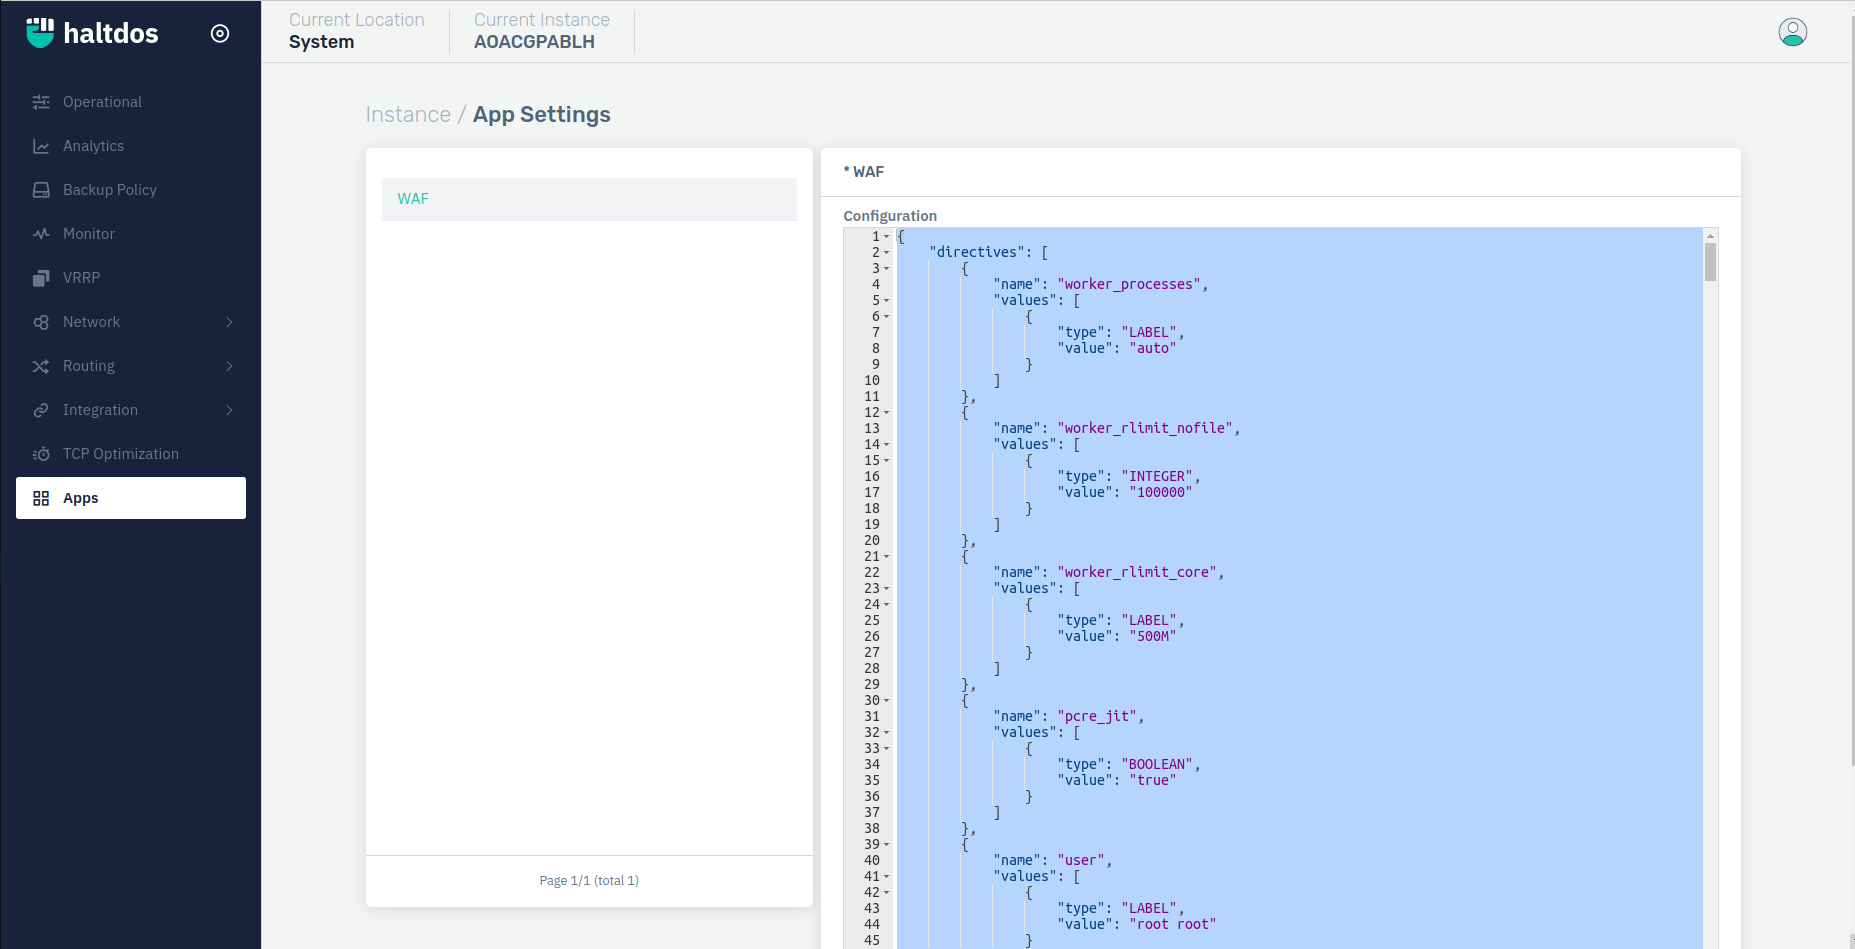 haltdos
Operational
Analytics
Backup Policy
Monitor
VRRP
Network
Routing
Integration
TCP Optimization
Apps
Current Location
System
Current Instance
AOACGPABLH
Instance / App Settings
WAF
Page 1/1 (total 1)
* WAF
Configuration
1 {
2 "directives": [
3 {
4 "name": "worker_processes",
5 "values": [
6 {
7 "type": "LABEL",
8 "value": "auto"
9 }
10 ]
11 },
12 {
13 "name": "worker_rlimit_nofile",
14 "values": [
15 {
16 "type": "INTEGER",
17 "value": "100000"
18 }
19 ]
20 },
21 {
22 "name": "worker_rlimit_core",
23 "values": [
24 {
25 "type": "LABEL",
26 "value": "500M"
27 }
28 ]
29 },
30 {
31 "name": "pcre_jit",
32 "values": [
33 {
34 "type": "BOOLEAN",
35 "value": "true"
36 }
37 ]
38 },
39 {
40 "name": "user",
41 "values": [
42 {
43 "type": "LABEL",
44 "value": "root root"
45 }